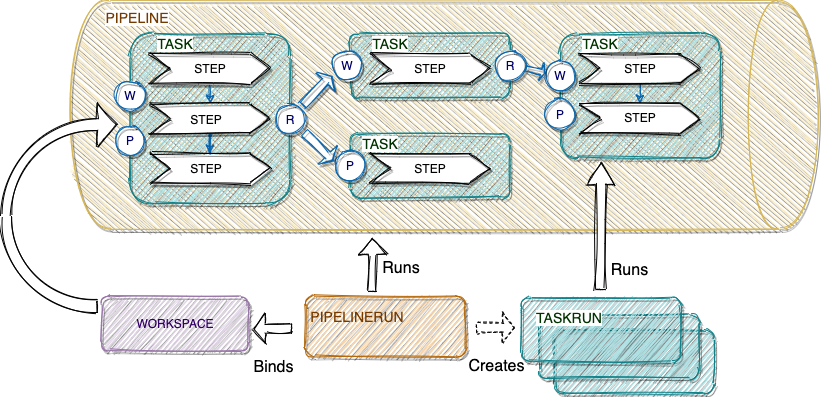 PIPELINE
TASK
STEP
STEP
STEP
W
P
R
TASK
W
STEP
R
TASK
P
STEP
TASK
W
P
STEP
STEP
Runs
Runs
WORKSPACE
Binds
PIPELINERUN
Creates
TASKRUN